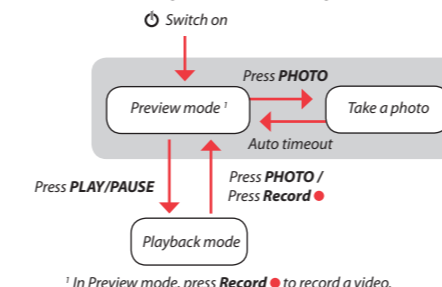 Switch on
Press PHOTO
Preview mode ¹
Take a photo
Auto timeout
Press PLAY/PAUSE
Press PHOTO /
Press Record
Playback mode
¹ In Preview mode, press Record to record a video.